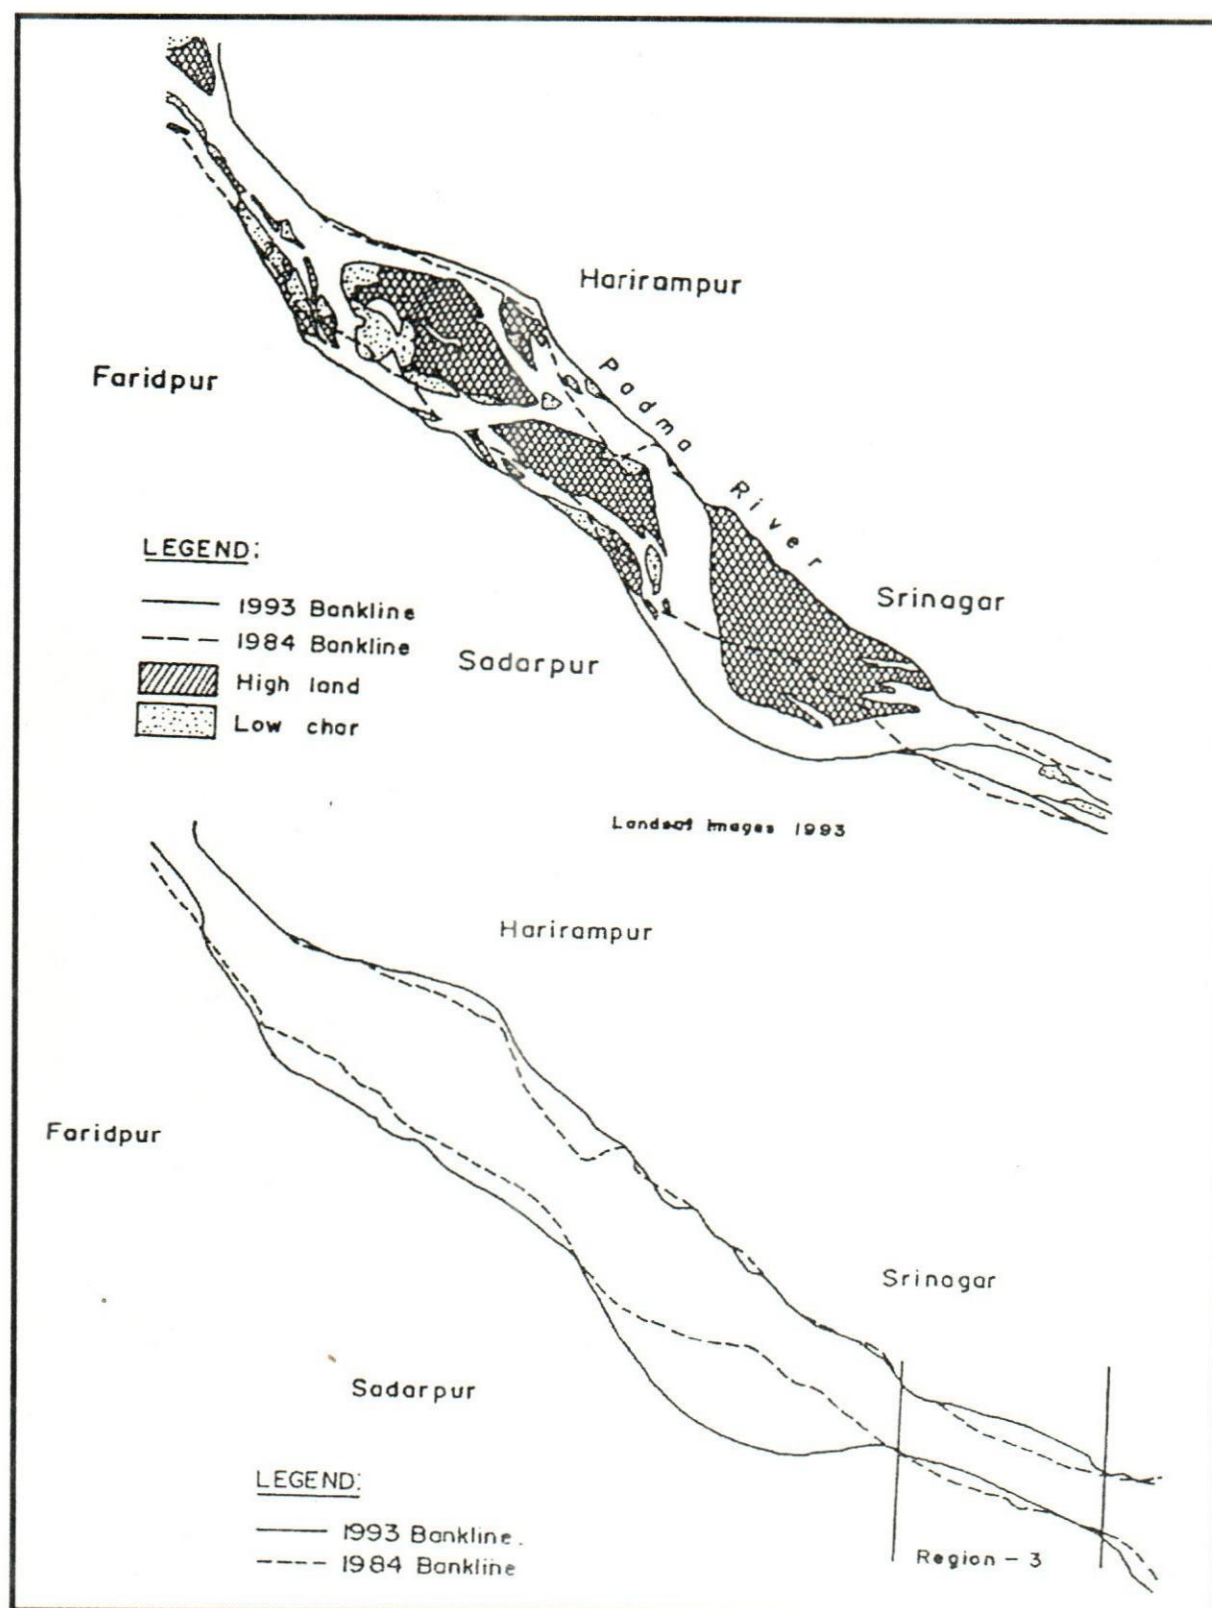 Harirampur
Faridpur
Padma River
Srinagar
LEGEND:
1993 Bankline
1984 Bankline
High land
Low char
Sadarpur
Landsat Images 1993
Harirampur
Faridpur
Srinagar
Sadarpur
LEGEND:
1993 Bankline.
1984 Bankline
Region - 3